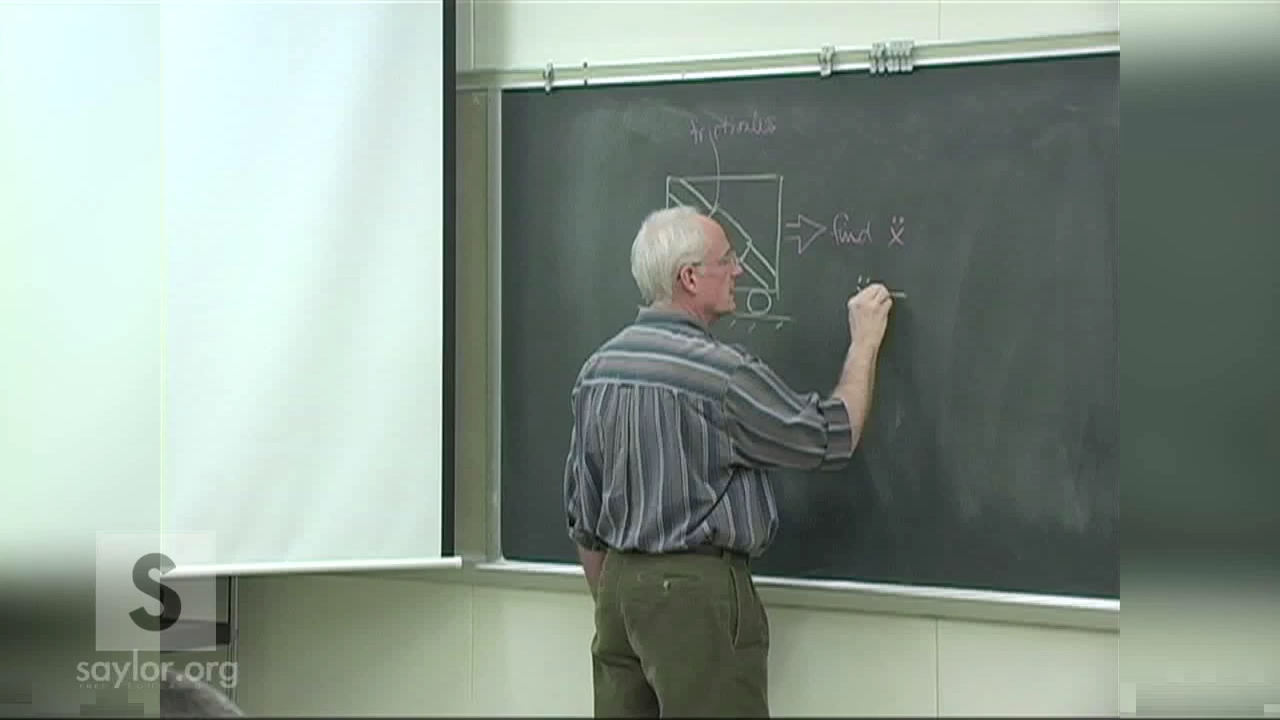 frictionless
find ẍ
S
saylor.org